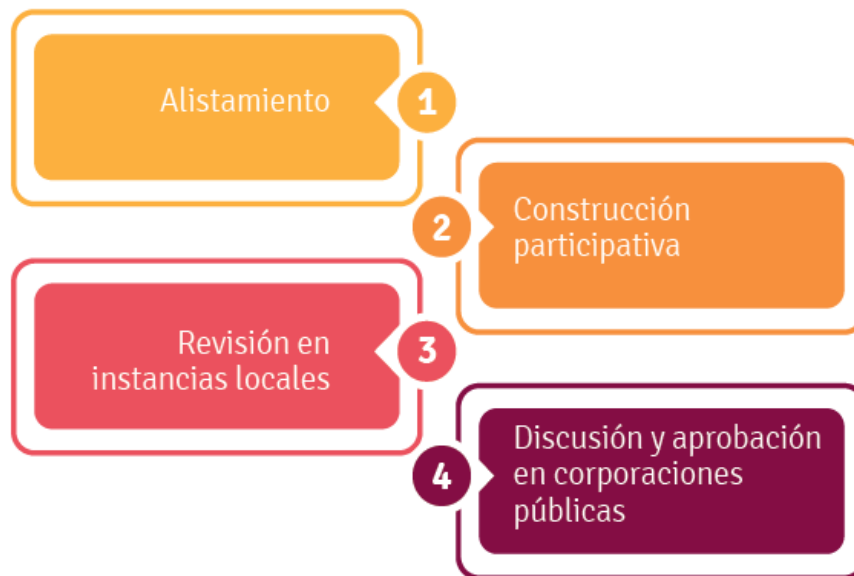 Alistamiento
1
2
Construcción
participativa
Revisión en
instancias locales
3
4
Discusión y aprobación
en corporaciones
públicas